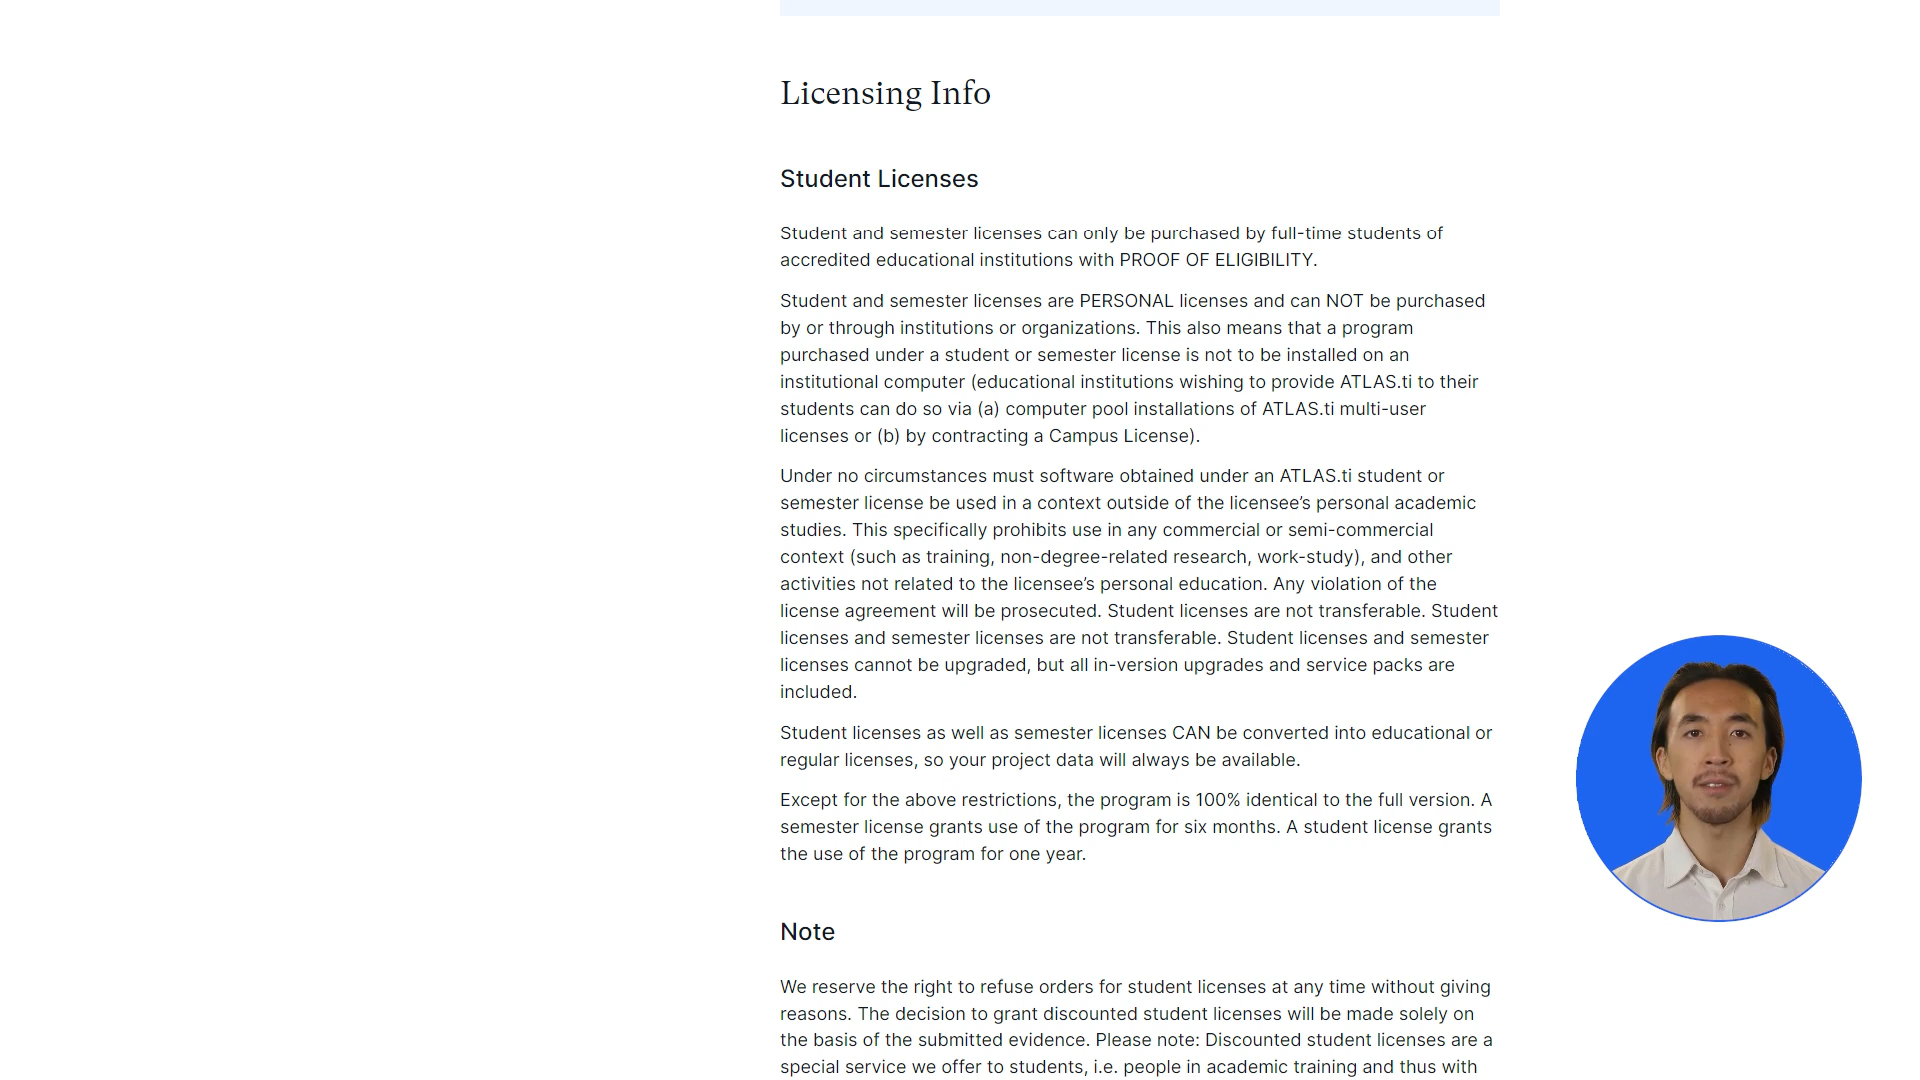 Licensing Info
Student Licenses
Student and semester licenses can only be purchased by full-time students of
accredited educational institutions with PROOF OF ELIGIBILITY.
Student and semester licenses are PERSONAL licenses and can NOT be purchased
by or through institutions or organizations. This also means that a program
purchased under a student or semester license is not to be installed on an
institutional computer (educational institutions wishing to provide ATLAS.ti to their
students can do so via (a) computer pool installations of ATLAS.ti multi-user
licenses or (b) by contracting a Campus License).
Under no circumstances must software obtained under an ATLAS.ti student or
semester license be used in a context outside of the licensee’s personal academic
studies. This specifically prohibits use in any commercial or semi-commercial
context (such as training, non-degree-related research, work-study), and other
activities not related to the licensee’s personal education. Any violation of the
license agreement will be prosecuted. Student licenses are not transferable. Student
licenses and semester licenses are not transferable. Student licenses and semester
licenses cannot be upgraded, but all in-version upgrades and service packs are
included.
Student licenses as well as semester licenses CAN be converted into educational or
regular licenses, so your project data will always be available.
Except for the above restrictions, the program is 100% identical to the full version. A
semester license grants use of the program for six months. A student license grants
the use of the program for one year.
Note
We reserve the right to refuse orders for student licenses at any time without giving
reasons. The decision to grant discounted student licenses will be made solely on
the basis of the submitted evidence. Please note: Discounted student licenses are a
special service we offer to students, i.e. people in academic training and thus with